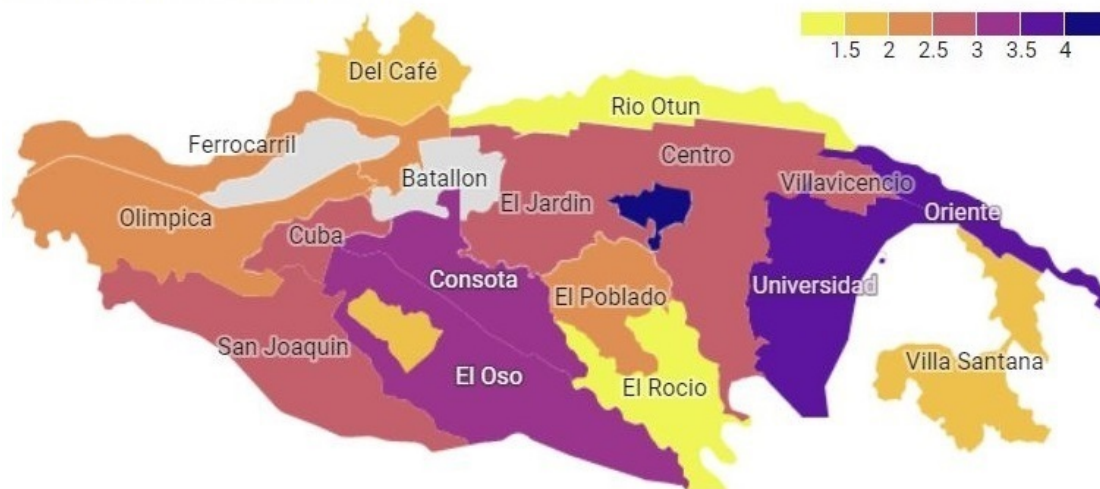 1.5 2 2.5 3 3.5 4
Del Café
Rio Otun
Ferrocarril
Centro
Batallon
Villavicencio
El Jardin
Olimpica
Oriente
Cuba
Consota
Universidad
El Poblado
San Joaquin
Villa Santana
El Oso
El Rocio